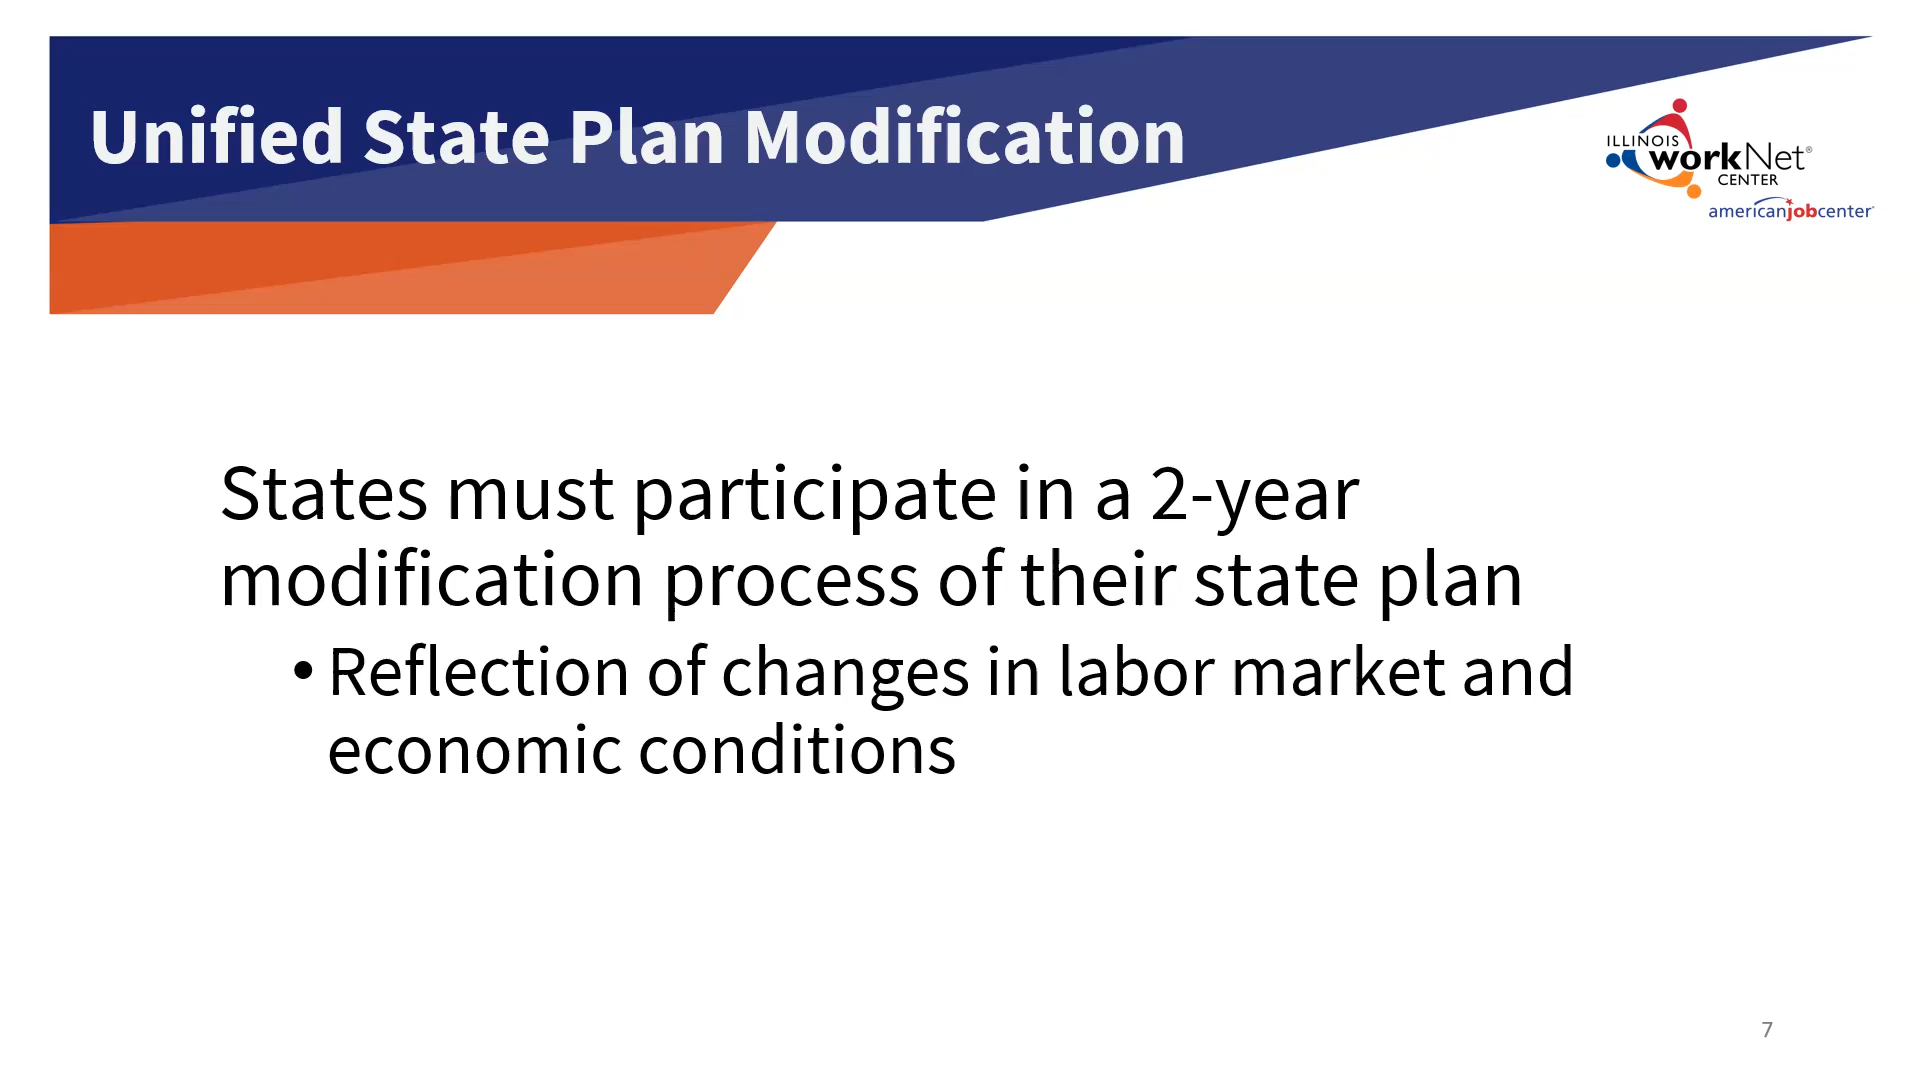 Unified State Plan Modification
ILLINOIS
workNet®
CENTER
americanjobcenter
States must participate in a 2-year
modification process of their state plan
• Reflection of changes in labor market and
economic conditions
7